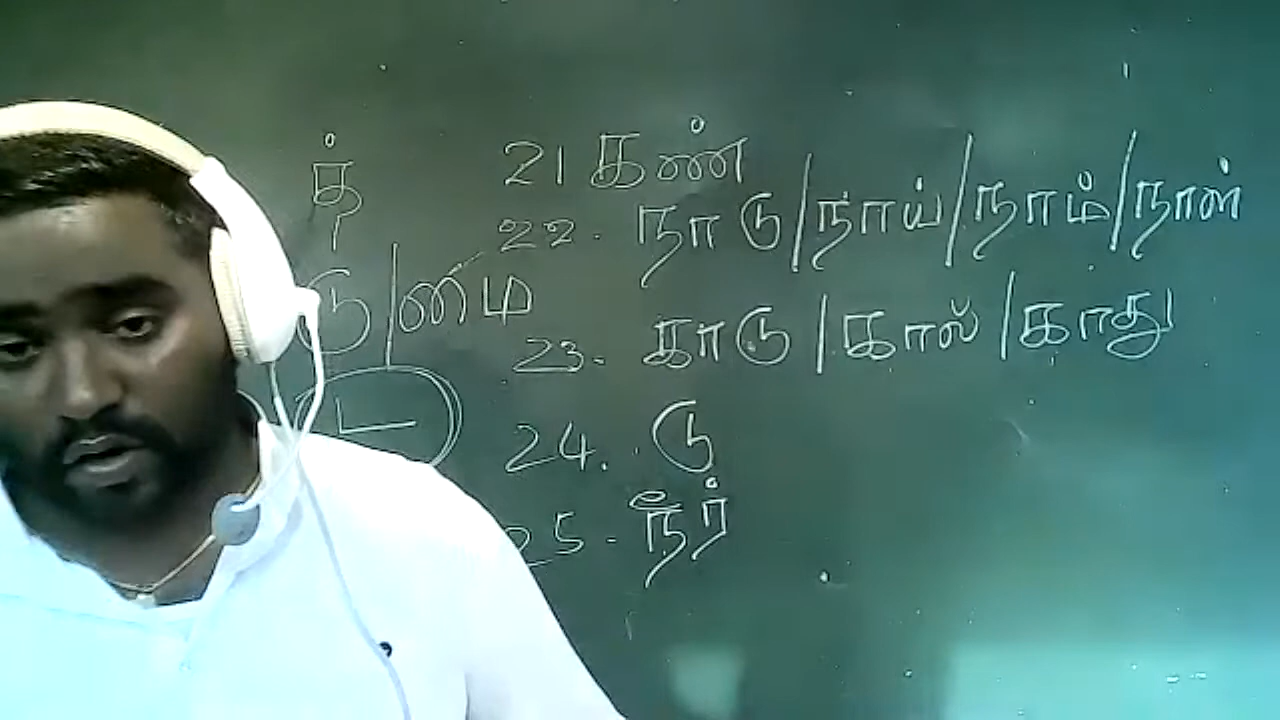 த்
21 கண்
22. நாடு/நாய்/நாம்/நான்
டு/மை
23. காடு/கால்/காது
24. டு
25 - நீர்